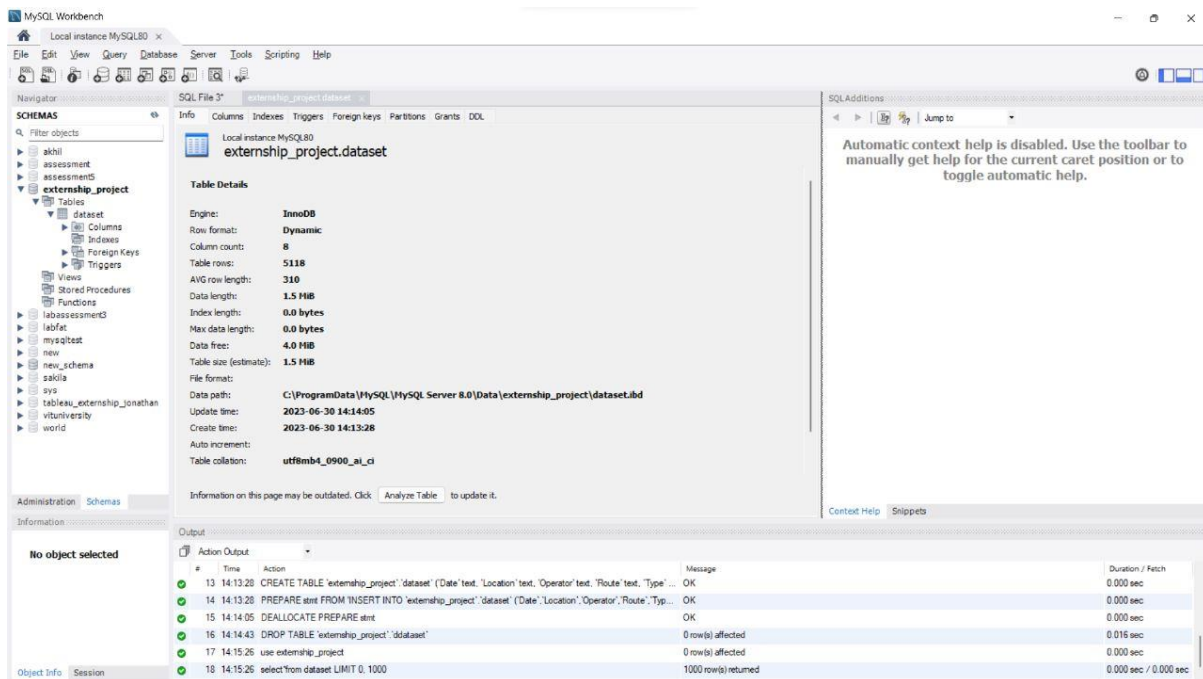 MySQL Workbench
Local instance MySQL80 ×
File Edit View Query Database Server Tools Scripting Help
Navigator
SCHEMAS
Filter objects
akhil
assessment
assessment5
externship_project
Tables
dataset
Columns
Indexes
Foreign Keys
Triggers
Views
Stored Procedures
Functions
labassessment3
labfat
mysqltest
new
new_schema
sakila
sys
tableau_externship_jonathan
vituniversity
world
Administration Schemas
Information
No object selected
Object Info Session
SQL File 3* externship_project.dataset ×
Info Columns Indexes Triggers Foreign keys Partitions Grants DDL
Local instance MySQL80
externship_project.dataset
Table Details
Engine: InnoDB
Row format: Dynamic
Column count: 8
Table rows: 5118
AVG row length: 310
Data length: 1.5 MiB
Index length: 0.0 bytes
Max data length: 0.0 bytes
Data free: 4.0 MiB
Table size (estimate): 1.5 MiB
File format:
Data path: C:\ProgramData\MySQL\MySQL Server 8.0\Data\externship_project\dataset.ibd
Update time: 2023-06-30 14:14:05
Create time: 2023-06-30 14:13:28
Auto increment:
Table collation: utf8mb4_0900_ai_ci
Information on this page may be outdated. Click Analyze Table to update it.
SQLAdditions
Jump to
Automatic context help is disabled. Use the toolbar to
manually get help for the current caret position or to
toggle automatic help.
Context Help Snippets
Output
Action Output
# Time Action Message Duration / Fetch
13 14:13:28 CREATE TABLE `externship_project`.`dataset` (`Date` text, `Location` text, `Operator` text, `Route` text, `Type` ... OK 0.000 sec
14 14:13:28 PREPARE stmt FROM 'INSERT INTO `externship_project`.`dataset` (`Date`,`Location`,`Operator`,`Route`,`Typ... OK 0.000 sec
15 14:14:05 DEALLOCATE PREPARE stmt OK 0.000 sec
16 14:14:43 DROP TABLE `externship_project`.`ddataset` 0 row(s) affected 0.016 sec
17 14:15:26 use externship_project 0 row(s) affected 0.000 sec
18 14:15:26 select*from dataset LIMIT 0, 1000 1000 row(s) returned 0.000 sec / 0.000 sec